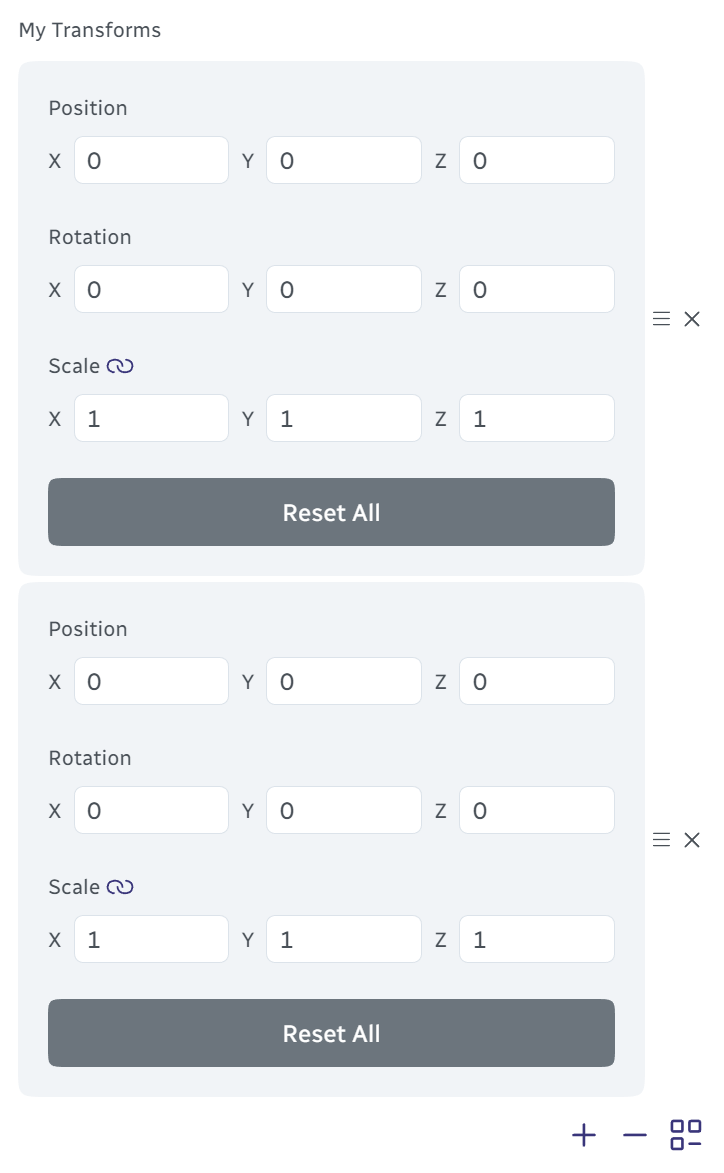 My Transforms
Position
X 0 Y 0 Z 0
Rotation
X 0 Y 0 Z 0
Scale
X 1 Y 1 Z 1
Reset All
Position
X 0 Y 0 Z 0
Rotation
X 0 Y 0 Z 0
Scale
X 1 Y 1 Z 1
Reset All